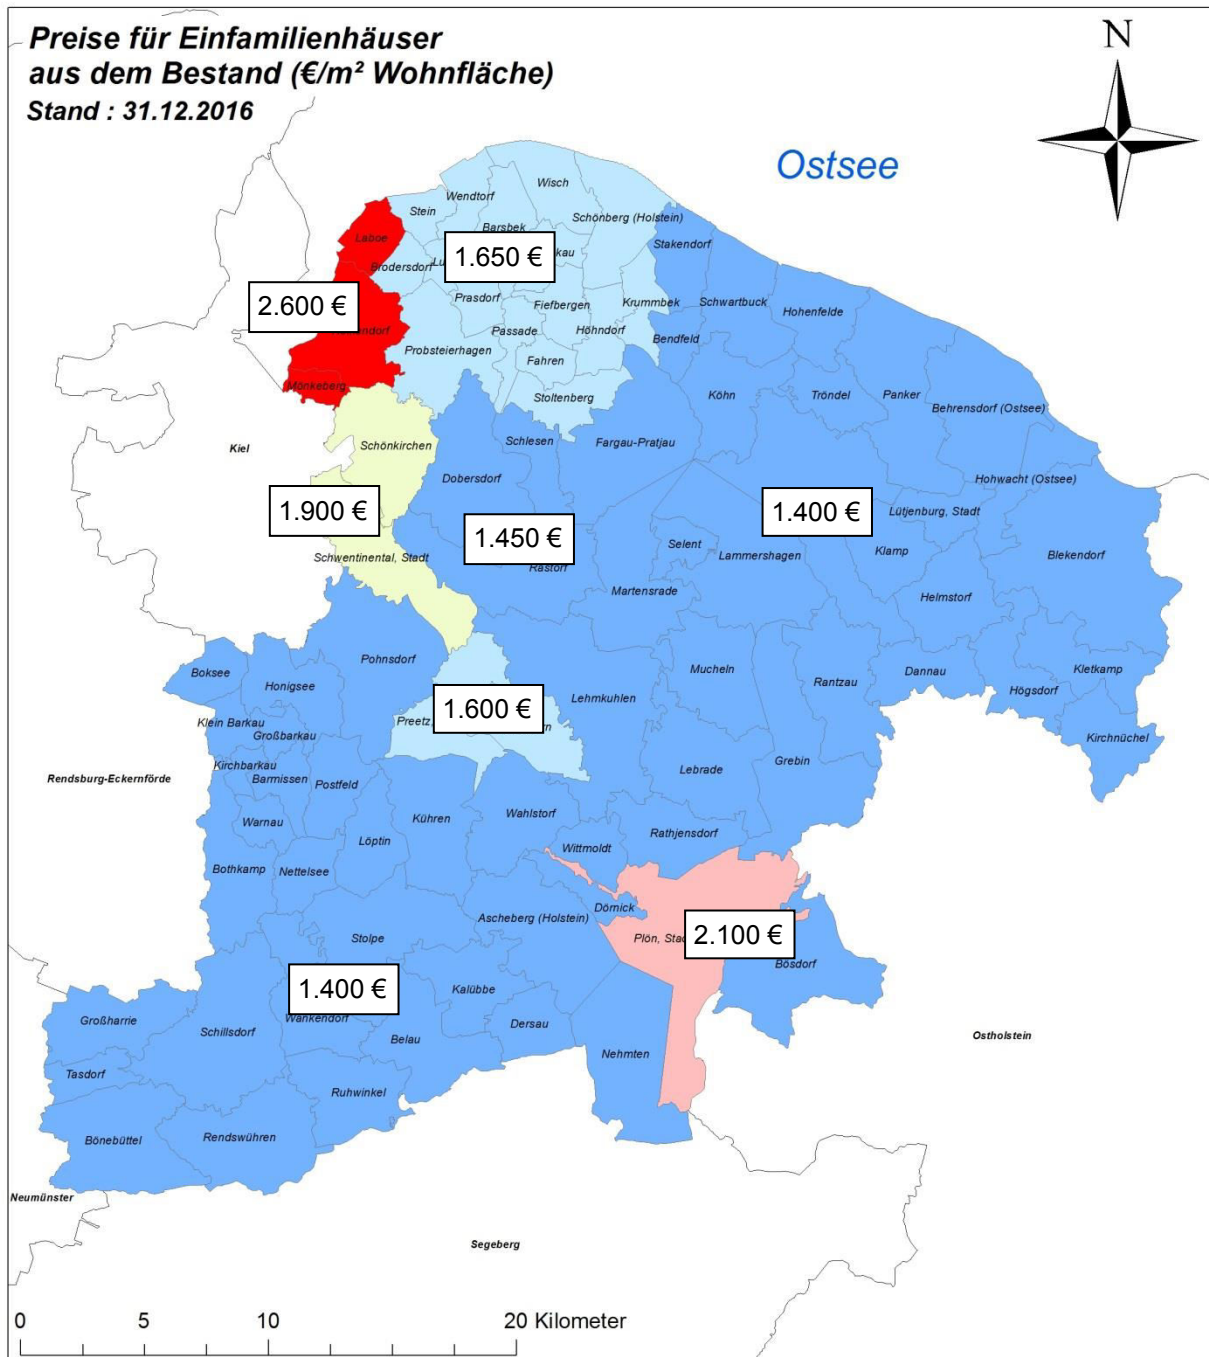 Preise für Einfamilienhäuser
aus dem Bestand (€/m² Wohnfläche)
Stand : 31.12.2016
N
Ostsee
Wisch
Wendtorf
Stein
Schönberg (Holstein)
Barsbek
Laboe
Stakendorf
1.650 €
Brodersdorf
2.600 €
Prasdorf
Fiefbergen
Krummbek
Schwartbuck
Hohenfelde
Passade
Höhndorf
Bendfeld
Probsteierhagen
Fahren
Mönkeberg
Stoltenberg
Köhn
Tröndel
Panker
Behrensdorf (Ostsee)
Schönkirchen
Schlesen
Fargau-Pratjau
Kiel
Dobersdorf
Hohwacht (Ostsee)
1.900 €
1.450 €
1.400 €
Lütjenburg, Stadt
Selent
Lammershagen
Klamp
Blekendorf
Schwentinental, Stadt
Rastorf
Martensrade
Helmstorf
Pohnsdorf
Boksee
Honigsee
Mucheln
Rantzau
Dannau
Kletkamp
Högsdorf
Lehmkuhlen
1.600 €
Preetz,
Klein Barkau
Großbarkau
Kirchnüchel
Kirchbarkau
Barmissen
Postfeld
Lebrade
Grebin
Rendsburg-Eckernförde
Warnau
Kühren
Wahlstorf
Rathjensdorf
Löptin
Wittmoldt
Bothkamp
Nettelsee
Dörnick
Ascheberg (Holstein)
Stolpe
Plön, Stadt
2.100 €
Bösdorf
1.400 €
Kalübbe
Wankendorf
Großharrie
Schillsdorf
Dersau
Belau
Nehmten
Ostholstein
Tasdorf
Ruhwinkel
Bönebüttel
Rendswühren
Neumünster
Segeberg
0 5 10 20 Kilometer